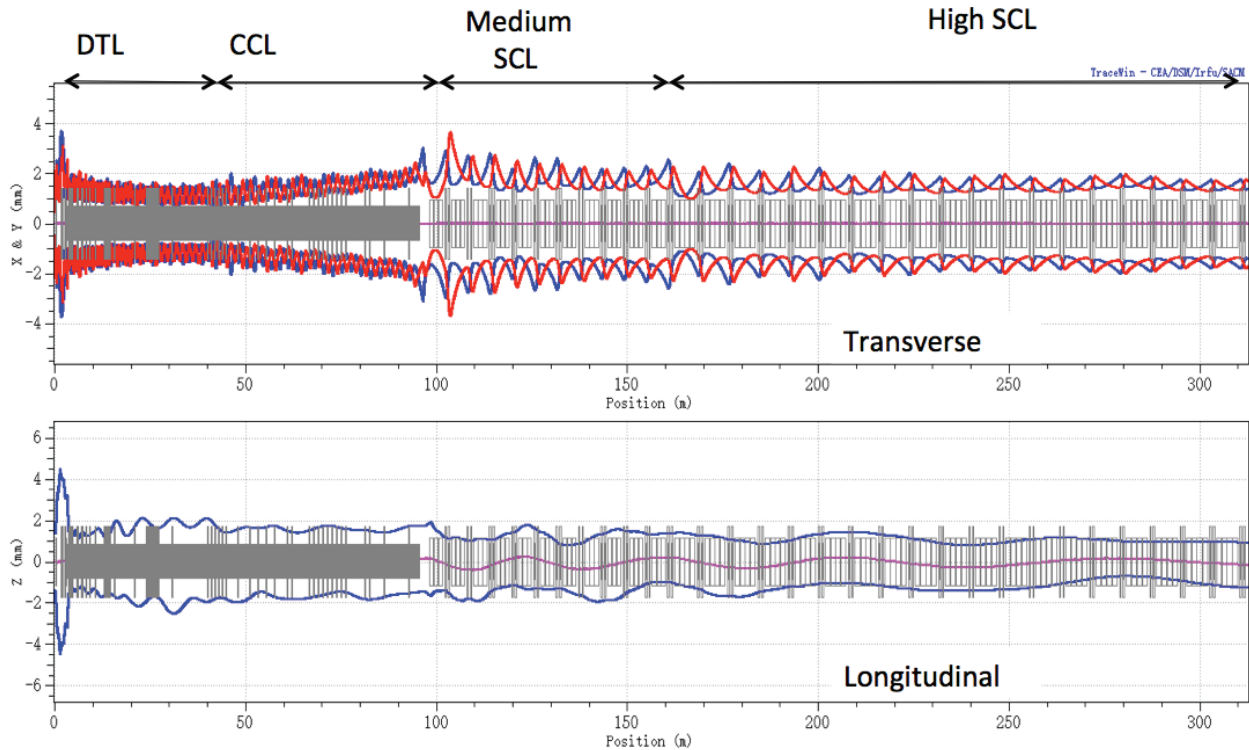 DTL
CCL
Medium
SCL
High SCL
TraceWin - CEA/DSM/Irfu/SACM
X & Y (mm)
4
2
0
-2
-4
Transverse
0 50 100 150 200 250 300
Position (m)
Z (mm)
6
4
2
0
-2
-4
-6
Longitudinal
0 50 100 150 200 250 300
Position (m)